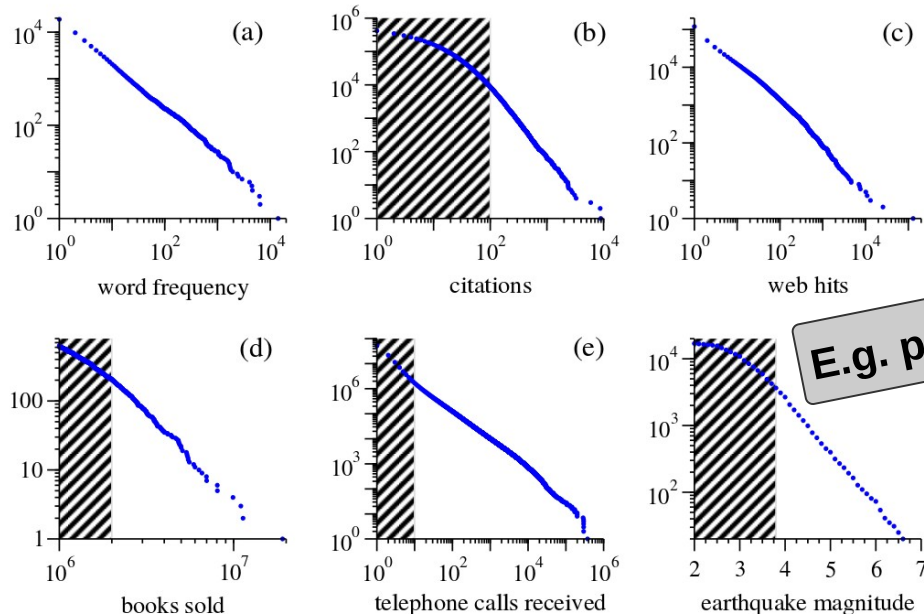 (a)
10^4
10^2
10^0
10^0 10^2 10^4
word frequency
(b)
10^6
10^4
10^2
10^0
10^0 10^2 10^4
citations
(c)
10^4
10^2
10^0
10^0 10^2 10^4
web hits
(d)
100
10
1
10^6 10^7
books sold
(e)
10^6
10^3
10^0
10^0 10^2 10^4 10^6
telephone calls received
E.g. p
10^4
10^3
10^2
2 3 4 5 6 7
earthquake magnitude